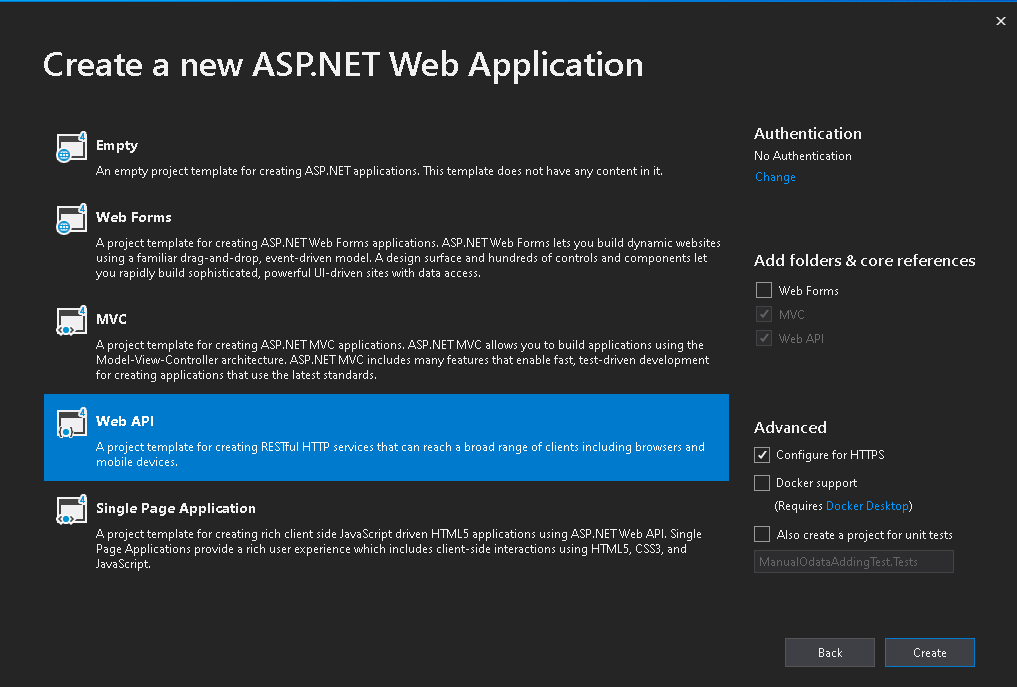 Create a new ASP.NET Web Application
Empty
An empty project template for creating ASP.NET applications. This template does not have any content in it.
Web Forms
A project template for creating ASP.NET Web Forms applications. ASP.NET Web Forms lets you build dynamic websites
using a familiar drag-and-drop, event-driven model. A design surface and hundreds of controls and components let
you rapidly build sophisticated, powerful UI-driven sites with data access.
MVC
A project template for creating ASP.NET MVC applications. ASP.NET MVC allows you to build applications using the
Model-View-Controller architecture. ASP.NET MVC includes many features that enable fast, test-driven development
for creating applications that use the latest standards.
Web API
A project template for creating RESTful HTTP services that can reach a broad range of clients including browsers and
mobile devices.
Single Page Application
A project template for creating rich client side JavaScript driven HTML5 applications using ASP.NET Web API. Single
Page Applications provide a rich user experience which includes client-side interactions using HTML5, CSS3, and
JavaScript.
Authentication
No Authentication
Change
Add folders & core references
Web Forms
MVC
Web API
Advanced
Configure for HTTPS
Docker support
(Requires Docker Desktop)
Also create a project for unit tests
ManualOdataAddingTest.Tests
Back
Create